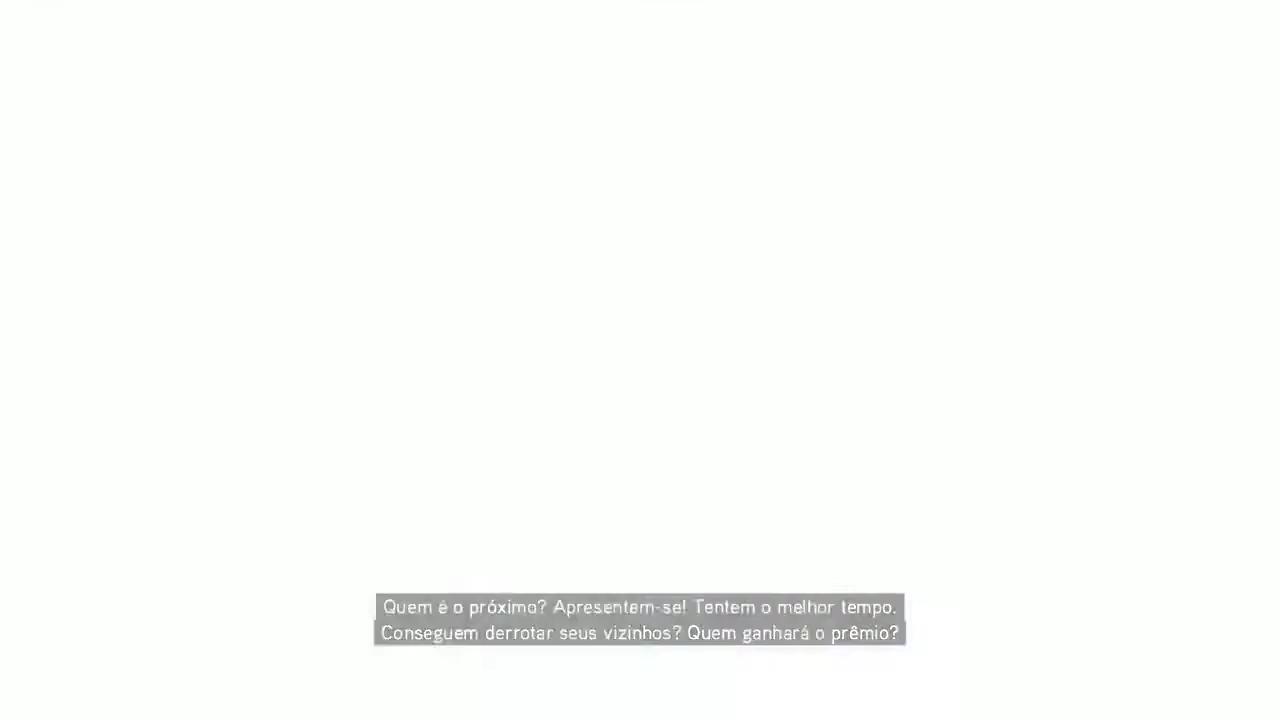 Quem é o próximo? Apresentem-se! Tentem o melhor tempo.
Conseguem derrotar seus vizinhos? Quem ganhará o prêmio?